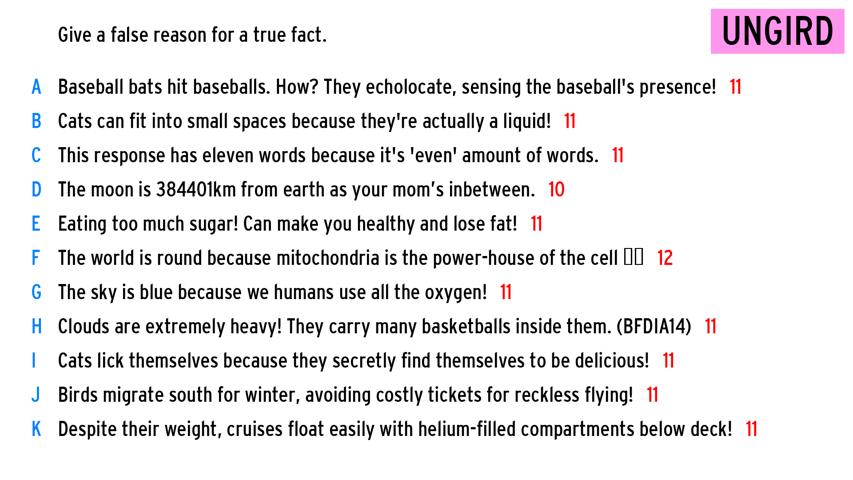 Give a false reason for a true fact.
UNGIRD
A Baseball bats hit baseballs. How? They echolocate, sensing the baseball's presence! 11
B Cats can fit into small spaces because they're actually a liquid! 11
C This response has eleven words because it's 'even' amount of words. 11
D The moon is 384401km from earth as your mom’s inbetween. 10
E Eating too much sugar! Can make you healthy and lose fat! 11
F The world is round because mitochondria is the power-house of the cell 12
G The sky is blue because we humans use all the oxygen! 11
H Clouds are extremely heavy! They carry many basketballs inside them. (BFDIA14) 11
I Cats lick themselves because they secretly find themselves to be delicious! 11
J Birds migrate south for winter, avoiding costly tickets for reckless flying! 11
K Despite their weight, cruises float easily with helium-filled compartments below deck! 11